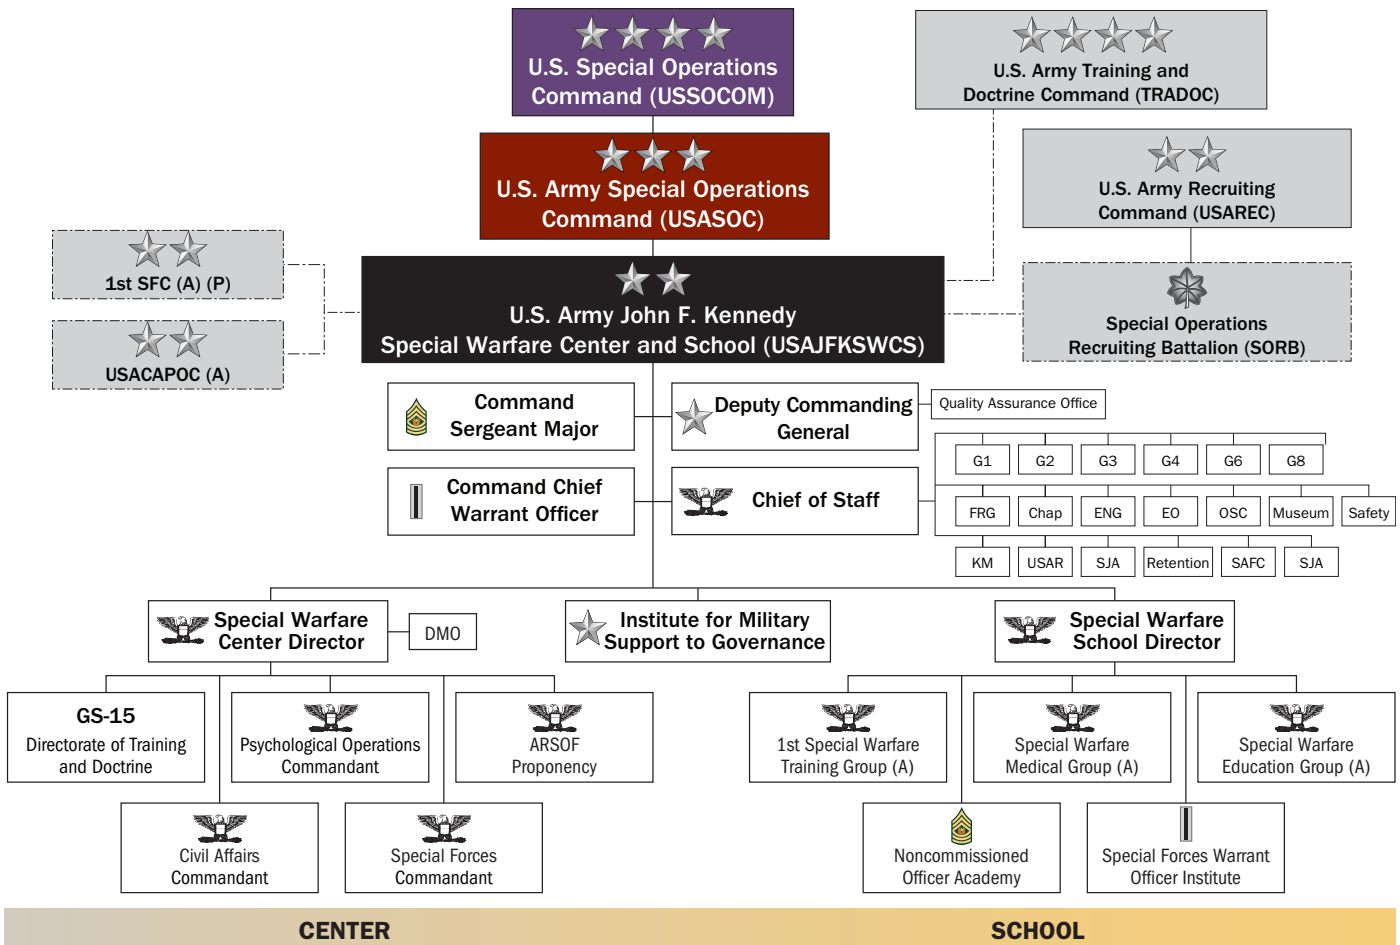 U.S. Special Operations
Command (USSOCOM)
U.S. Army Training and
Doctrine Command (TRADOC)
U.S. Army Special Operations
Command (USASOC)
U.S. Army Recruiting
Command (USAREC)
1st SFC (A) (P)
USACAPOC (A)
U.S. Army John F. Kennedy
Special Warfare Center and School (USAJFKSWCS)
Special Operations
Recruiting Battalion (SORB)
Command
Sergeant Major
Deputy Commanding
General
Quality Assurance Office
Command Chief
Warrant Officer
Chief of Staff
G1
G2
G3
G4
G6
G8
FRG
Chap
ENG
EO
OSC
Museum
Safety
KM
USAR
SJA
Retention
SAFC
SJA
Special Warfare
Center Director
DMO
Institute for Military
Support to Governance
Special Warfare
School Director
GS-15
Directorate of Training
and Doctrine
Psychological Operations
Commandant
ARSOF
Proponency
Civil Affairs
Commandant
Special Forces
Commandant
1st Special Warfare
Training Group (A)
Special Warfare
Medical Group (A)
Special Warfare
Education Group (A)
Noncommissioned
Officer Academy
Special Forces Warrant
Officer Institute
CENTER
SCHOOL